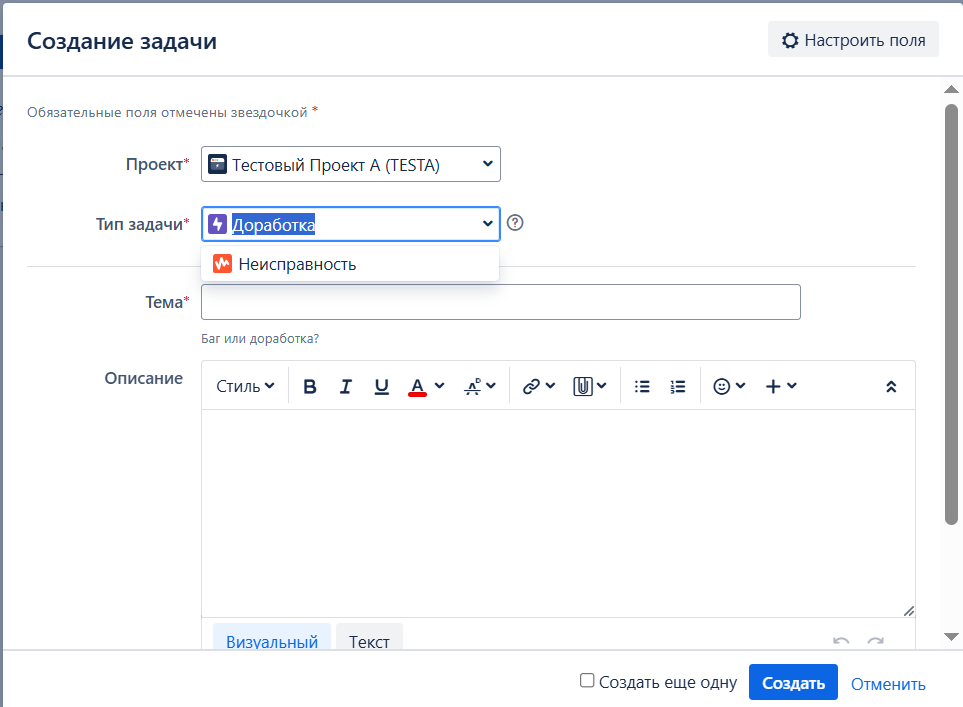 Создание задачи
Настроить поля
Обязательные поля отмечены звездочкой *
Проект* Тестовый Проект А (TESTA)
Тип задачи* Доработка
Неисправность
Тема*
Баг или доработка?
Описание
Стиль
Визуальный Текст
Создать еще одну Создать Отменить